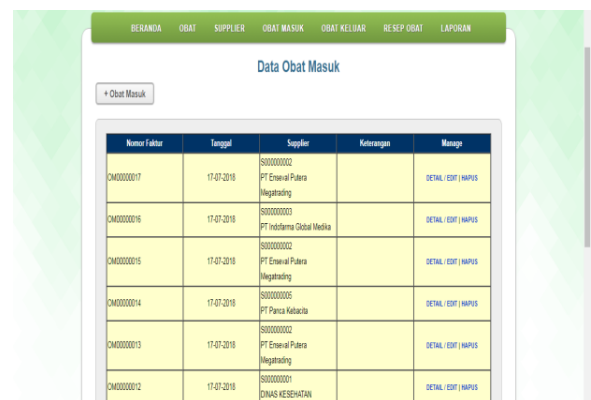 BERANDA OBAT SUPPLIER OBAT MASUK OBAT KELUAR RESEP OBAT LAPORAN
Data Obat Masuk
+ Obat Masuk
Nomor Faktur Tanggal Supplier Keterangan Manage
S000000002
OM00000017 17-07-2018 PT Enseval Putera DETAIL / EDIT | HAPUS
Megatrading
S000000003
OM00000016 17-07-2018 PT Indofarma Global Medika DETAIL / EDIT | HAPUS
S000000002
OM00000015 17-07-2018 PT Enseval Putera DETAIL / EDIT | HAPUS
Megatrading
S000000005
OM00000014 17-07-2018 PT Panca Kebacita DETAIL / EDIT | HAPUS
S000000002
OM00000013 17-07-2018 PT Enseval Putera DETAIL / EDIT | HAPUS
Megatrading
S000000001
OM00000012 17-07-2018 DINAS KESEHATAN DETAIL / EDIT | HAPUS